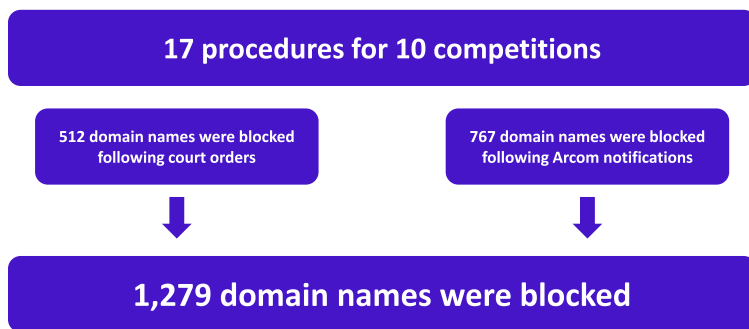 17 procedures for 10 competitions
512 domain names were blocked
following court orders
767 domain names were blocked
following Arcom notifications
1,279 domain names were blocked